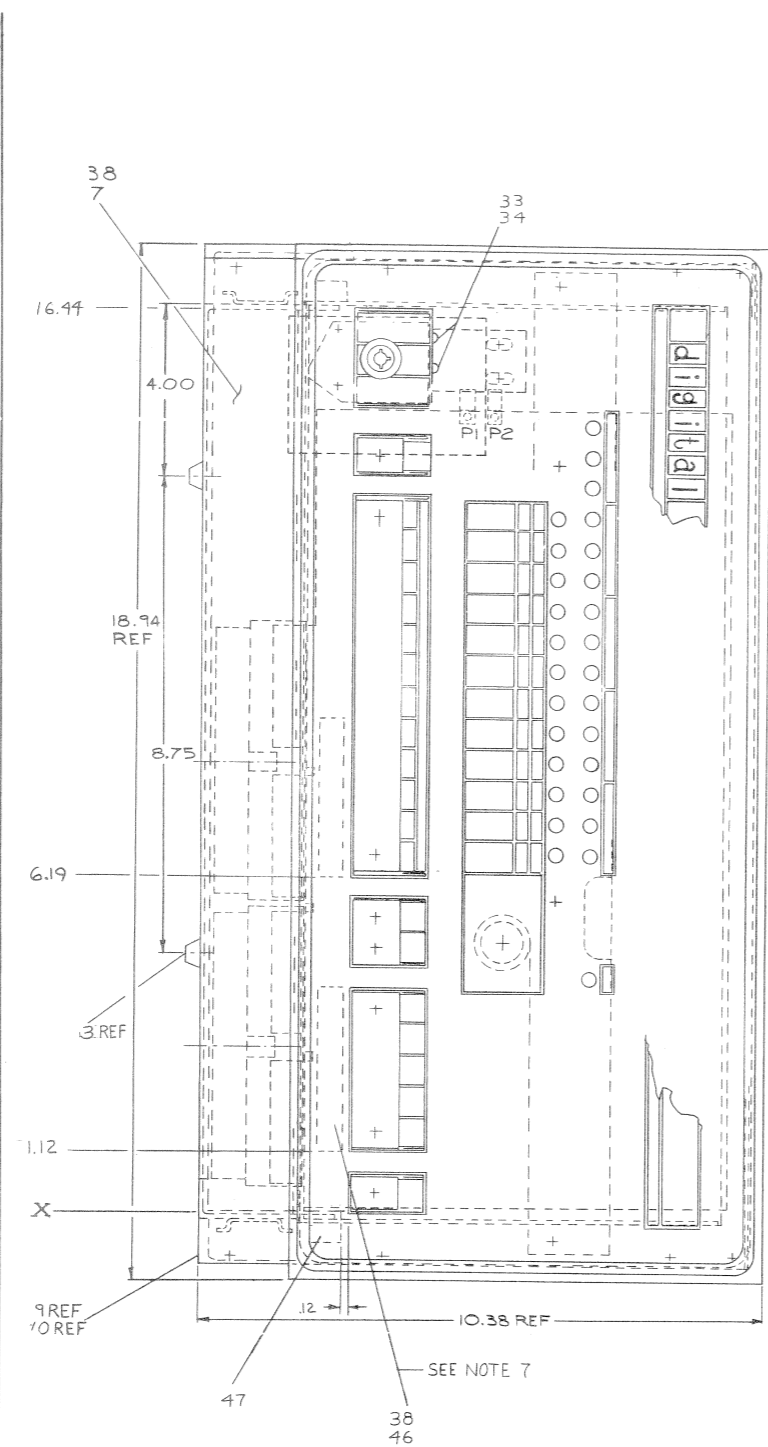 38
7
33
34
16.44
4.00
digital
P1 P2
18.94
REF
8.75
6.19
3 REF
1.12
X
9 REF
10 REF
.12
10.38 REF
SEE NOTE 7
47
38
46